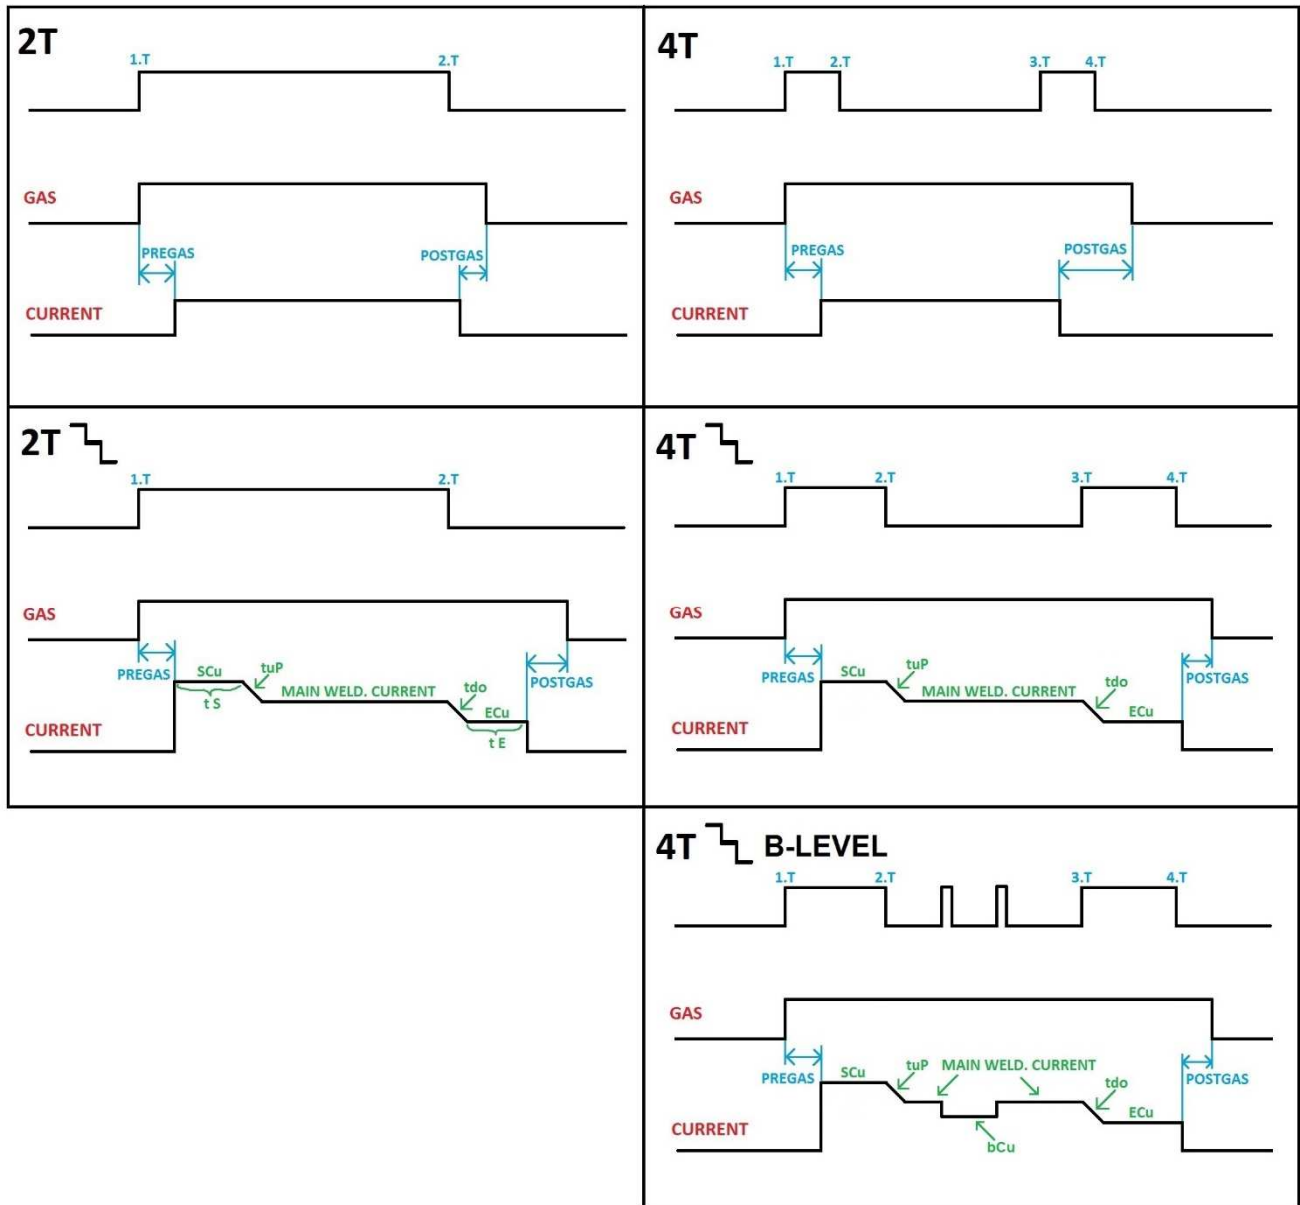 2T
1.T
2.T
GAS
PREGAS
POSTGAS
CURRENT
4T
1.T
2.T
3.T
4.T
GAS
PREGAS
POSTGAS
CURRENT
2T
1.T
2.T
GAS
PREGAS
SCu
t S
tuP
MAIN WELD. CURRENT
tdo
ECu
t E
POSTGAS
CURRENT
4T
1.T
2.T
3.T
4.T
GAS
PREGAS
SCu
tuP
MAIN WELD. CURRENT
tdo
ECu
POSTGAS
CURRENT
4T B-LEVEL
1.T
2.T
3.T
4.T
GAS
PREGAS
SCu
tuP
MAIN WELD. CURRENT
tdo
ECu
POSTGAS
CURRENT
bCu